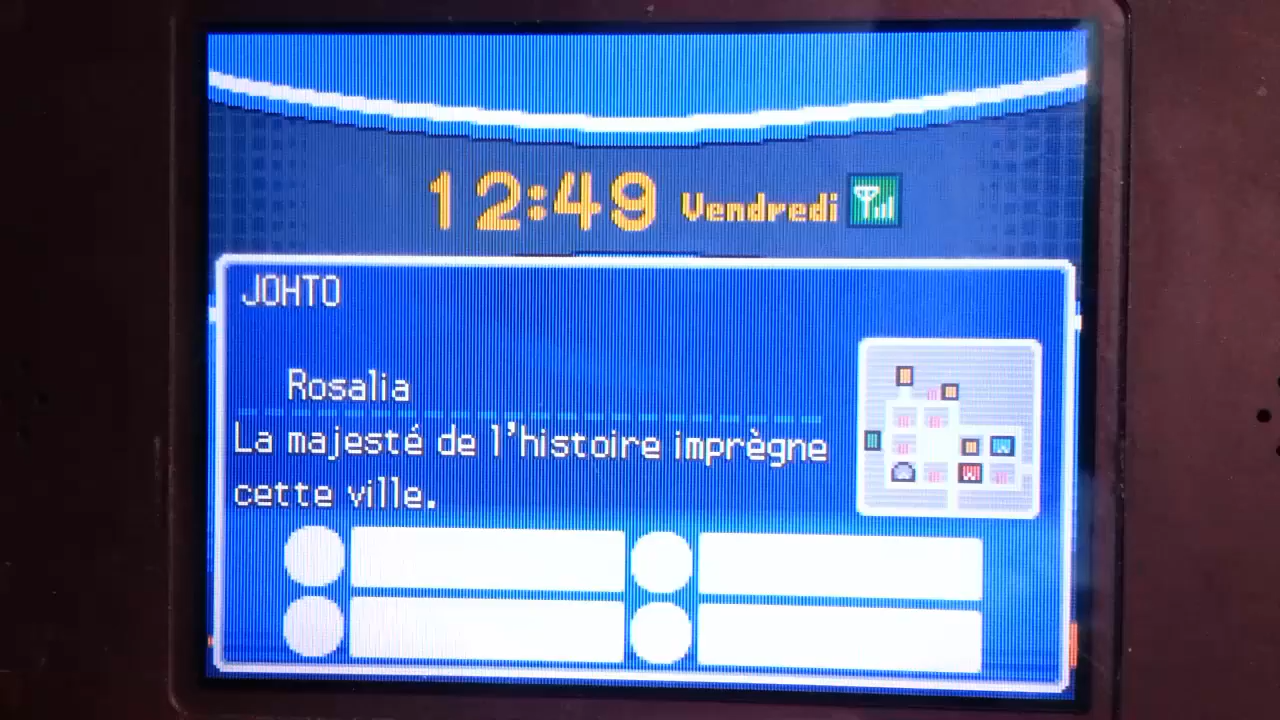 12:49 Vendredi
JOHTO
Rosalia
La majesté de l'histoire imprègne
cette ville.